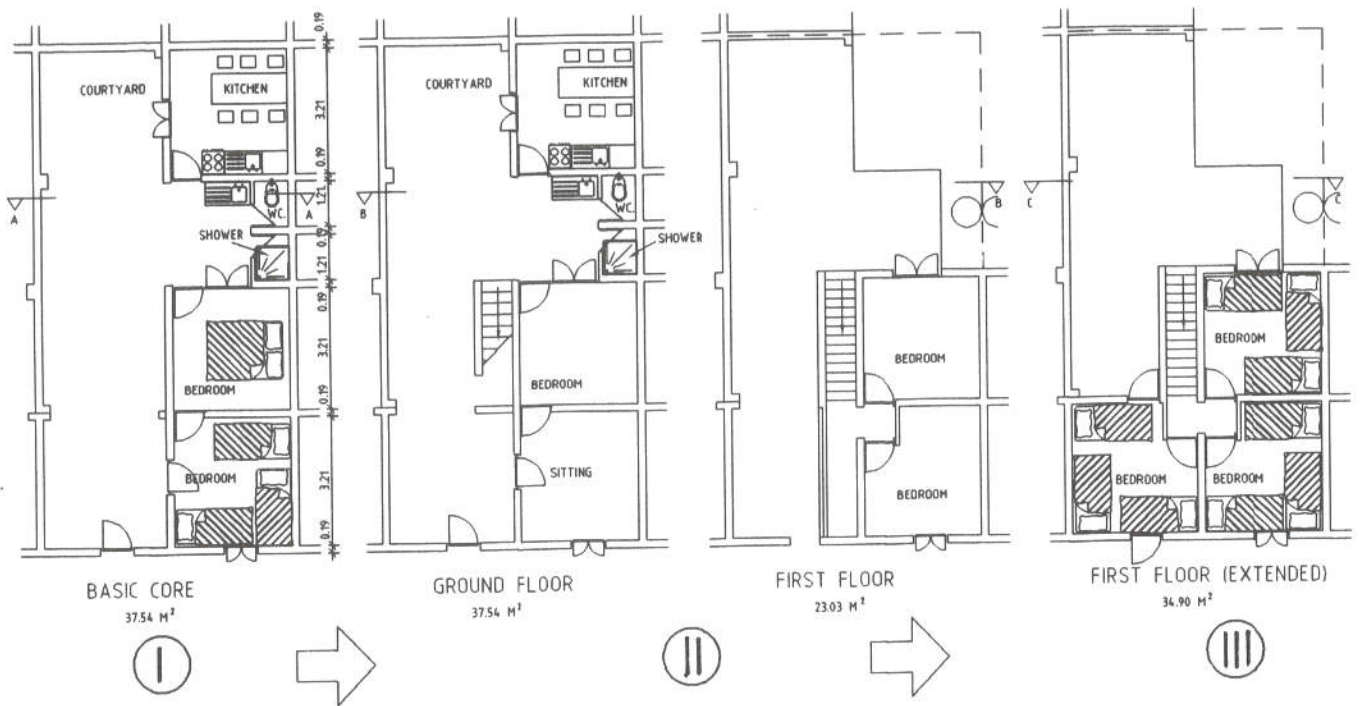 COURTYARD
KITCHEN
WC.
SHOWER
BEDROOM
BEDROOM
A
A
0.19
3.21
0.19
1.21
0.19
1.21
0.19
3.21
0.19
3.21
0.19
BASIC CORE
37.54 M²
I
COURTYARD
KITCHEN
WC.
SHOWER
BEDROOM
SITTING
B
B
GROUND FLOOR
37.54 M²
BEDROOM
BEDROOM
FIRST FLOOR
23.03 M²
II
C
C
BEDROOM
BEDROOM
BEDROOM
FIRST FLOOR (EXTENDED)
34.90 M²
III